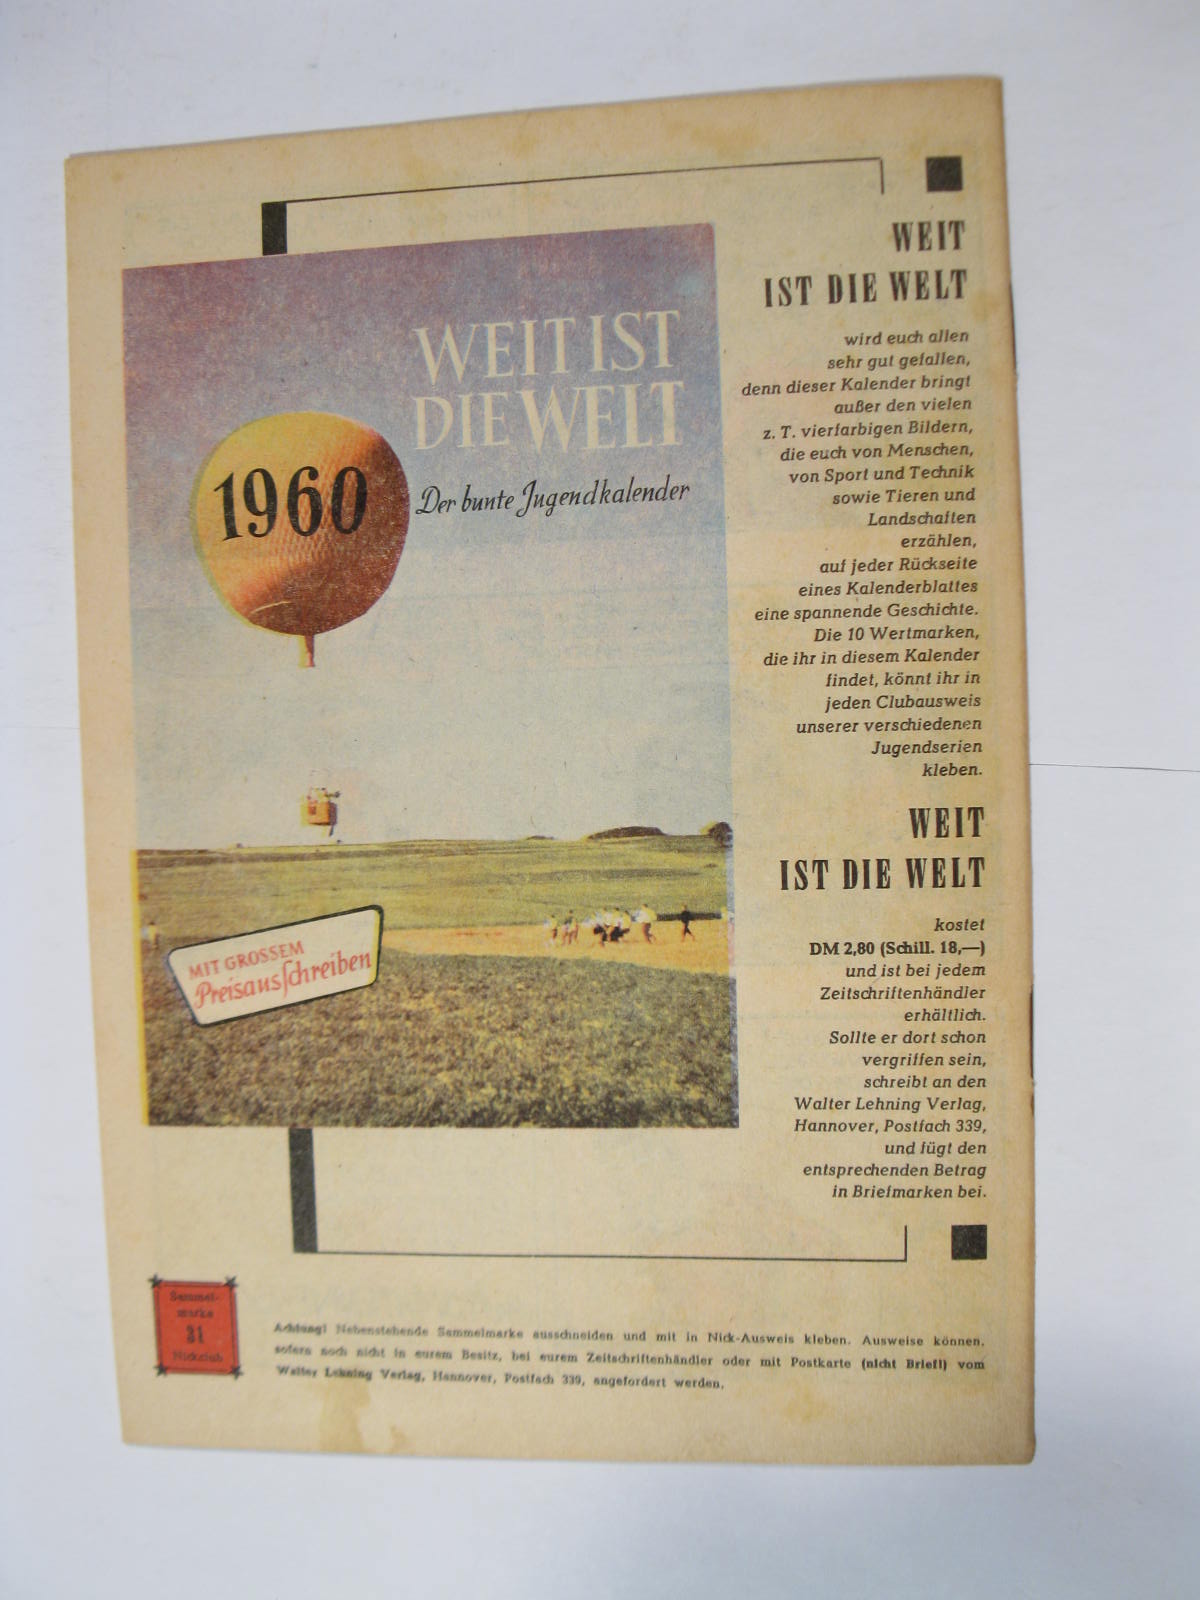 WEIT IST
DIE WELT
1960
Der bunte Jugendkalender
MIT GROSSEM
Preisausschreiben
WEIT
IST DIE WELT
wird euch allen
sehr gut gefallen,
denn dieser Kalender bringt
außer den vielen
z. T. vierfarbigen Bildern,
die euch von Menschen,
von Sport und Technik
sowie Tieren und
Landschaften
erzählen,
auf jeder Rückseite
eines Kalenderblattes
eine spannende Geschichte.
Die 10 Wertmarken,
die ihr in diesem Kalender
findet, könnt ihr in
jeden Clubausweis
unserer verschiedenen
Jugendserien
kleben.
WEIT
IST DIE WELT
kostet
DM 2,80 (Schill. 18,—)
und ist bei jedem
Zeitschriftenhändler
erhältlich.
Sollte er dort schon
vergriffen sein,
schreibt an den
Walter Lehning Verlag,
Hannover, Postfach 339,
und fügt den
entsprechenden Betrag
in Briefmarken bei.
Sammel-
marke
31
Nickclub
Achtung! Nebenstehende Sammelmarke ausschneiden und mit in Nick-Ausweis kleben. Ausweise können,
sofern noch nicht in eurem Besitz, bei eurem Zeitschriftenhändler oder mit Postkarte (nicht Brief!) vom
Walter Lehning Verlag, Hannover, Postfach 339, angefordert werden.